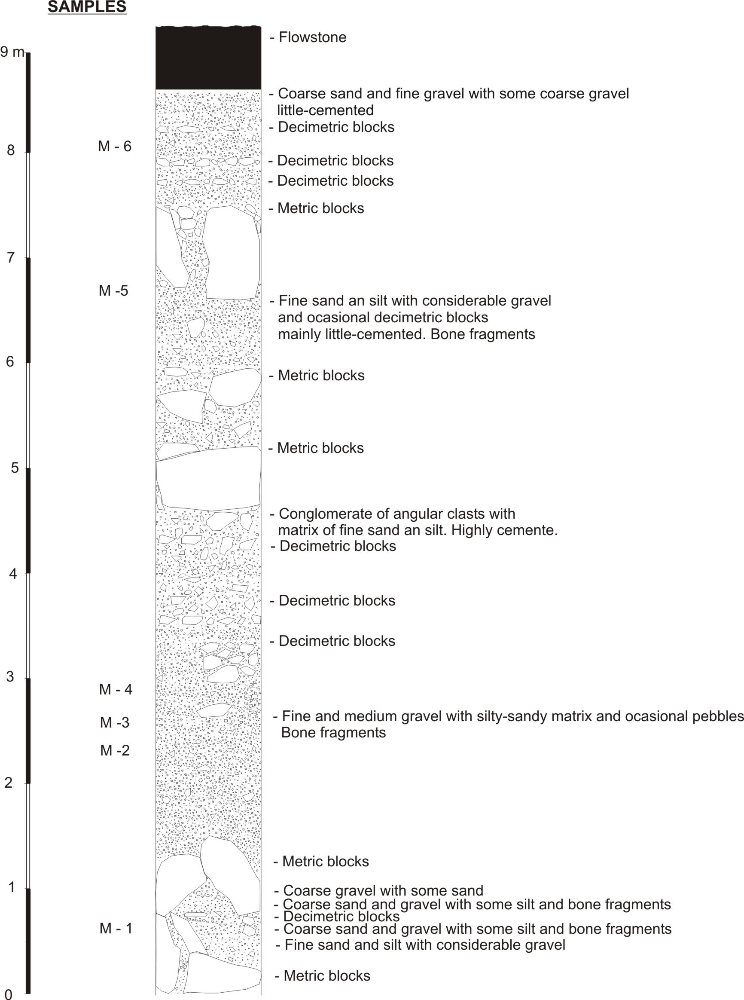 SAMPLES
- Flowstone
9 m
- Coarse sand and fine gravel with some coarse gravel
little-cemented
- Decimetric blocks
M - 6
8
- Decimetric blocks
- Decimetric blocks
- Metric blocks
7
M -5
- Fine sand an silt with considerable gravel
and ocasional decimetric blocks
mainly little-cemented. Bone fragments
6
- Metric blocks
- Metric blocks
5
- Conglomerate of angular clasts with
matrix of fine sand an silt. Highly cemente.
- Decimetric blocks
4
- Decimetric blocks
- Decimetric blocks
3
M - 4
- Fine and medium gravel with silty-sandy matrix and ocasional pebbles
M -3
Bone fragments
M -2
2
- Metric blocks
1
- Coarse gravel with some sand
- Coarse sand and gravel with some silt and bone fragments
- Decimetric blocks
M - 1
- Coarse sand and gravel with some silt and bone fragments
- Fine sand and silt with considerable gravel
- Metric blocks
0